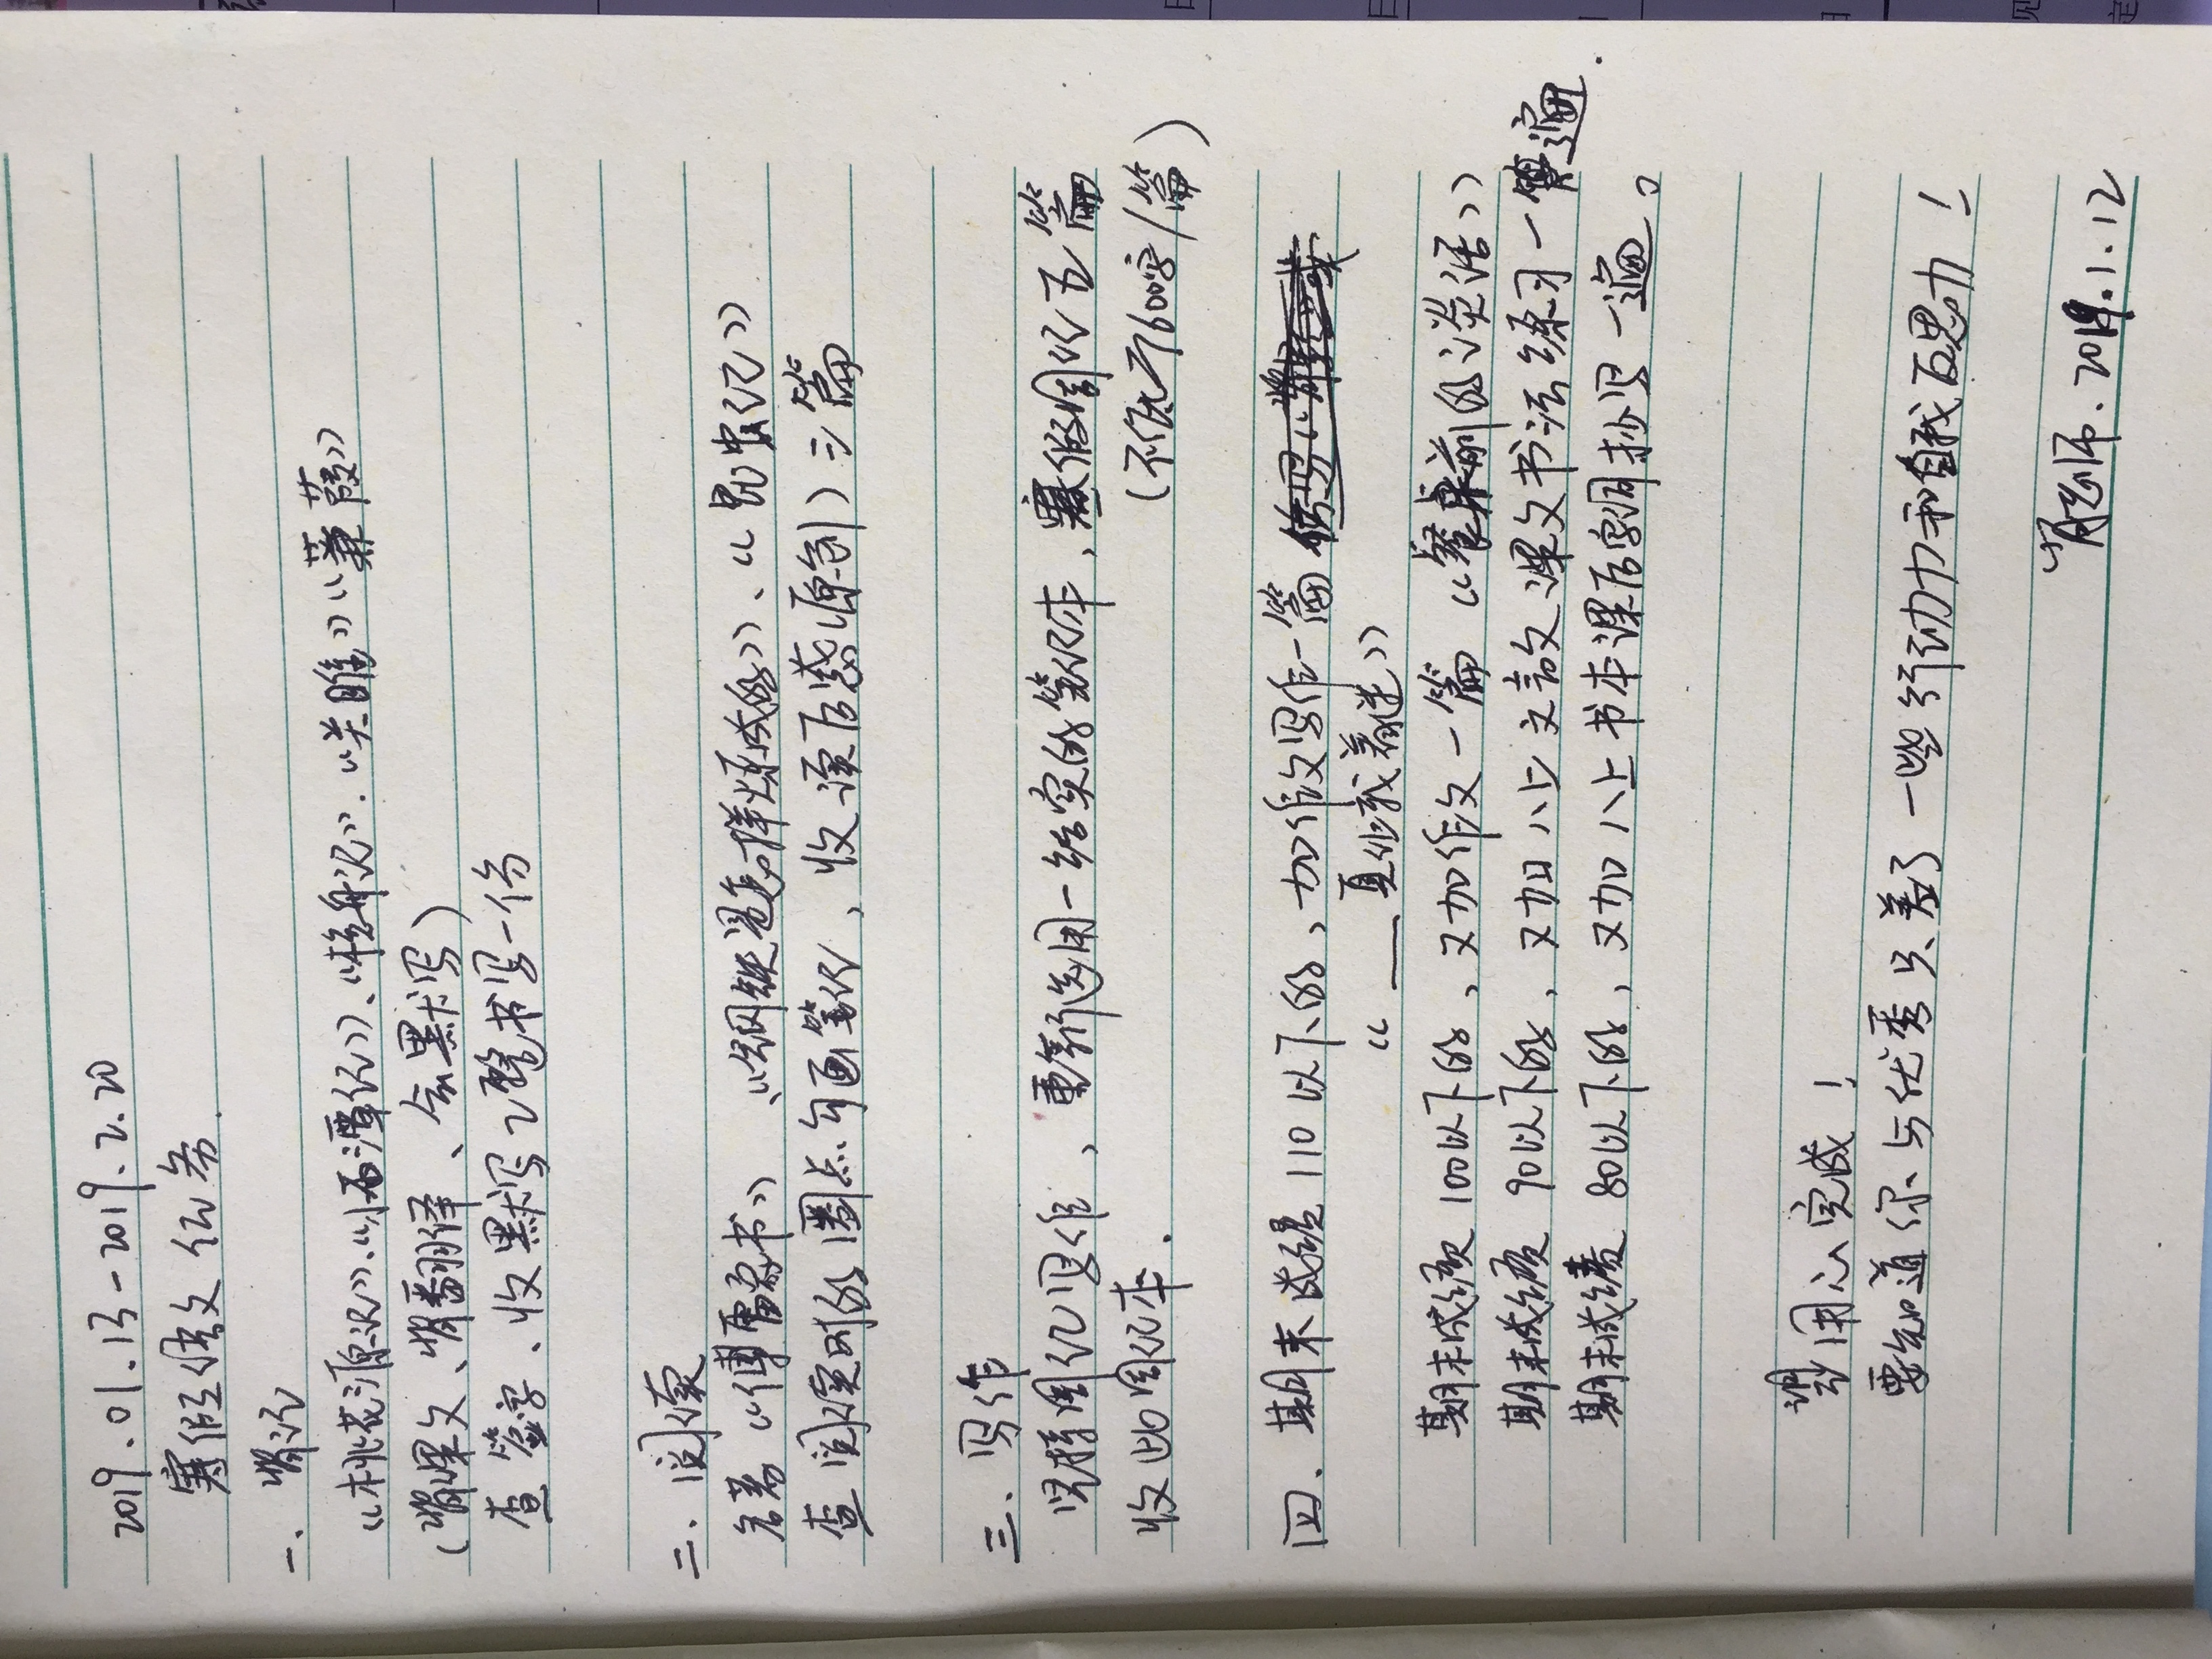 2019.01.13-2019.2.20
寒假语文任务.
一、背记
《桃花源记》、《小石潭记》、《核舟记》.《关雎》《蒹葭》
(背课文、背翻译、会默写)
查签字、收默写工整书写一份
二、阅读
名著《傅雷家书》、《钢铁是怎样炼成的》、《昆虫记》
查阅读时的圈点勾画笔记,收读后感(原创)三篇
三、写作
坚持周记写作,重新选用一结实的笔记本,寒假周记五篇
收此周记本.(不低于600字/篇)
四、期末成绩110以下的,加作文写作一篇
《___真让我着迷》
期末成绩100以下的,又加作文一篇《餐桌前的谈话》
期末成绩90以下的,又加八上文言文课文书法练习一遍.
期末成绩80以下的,又加八上书本课后字词抄写一遍。
望用心完成!
要知道你与优秀只差了一些行动力和自我反思力!
肖老师.2019.1.12